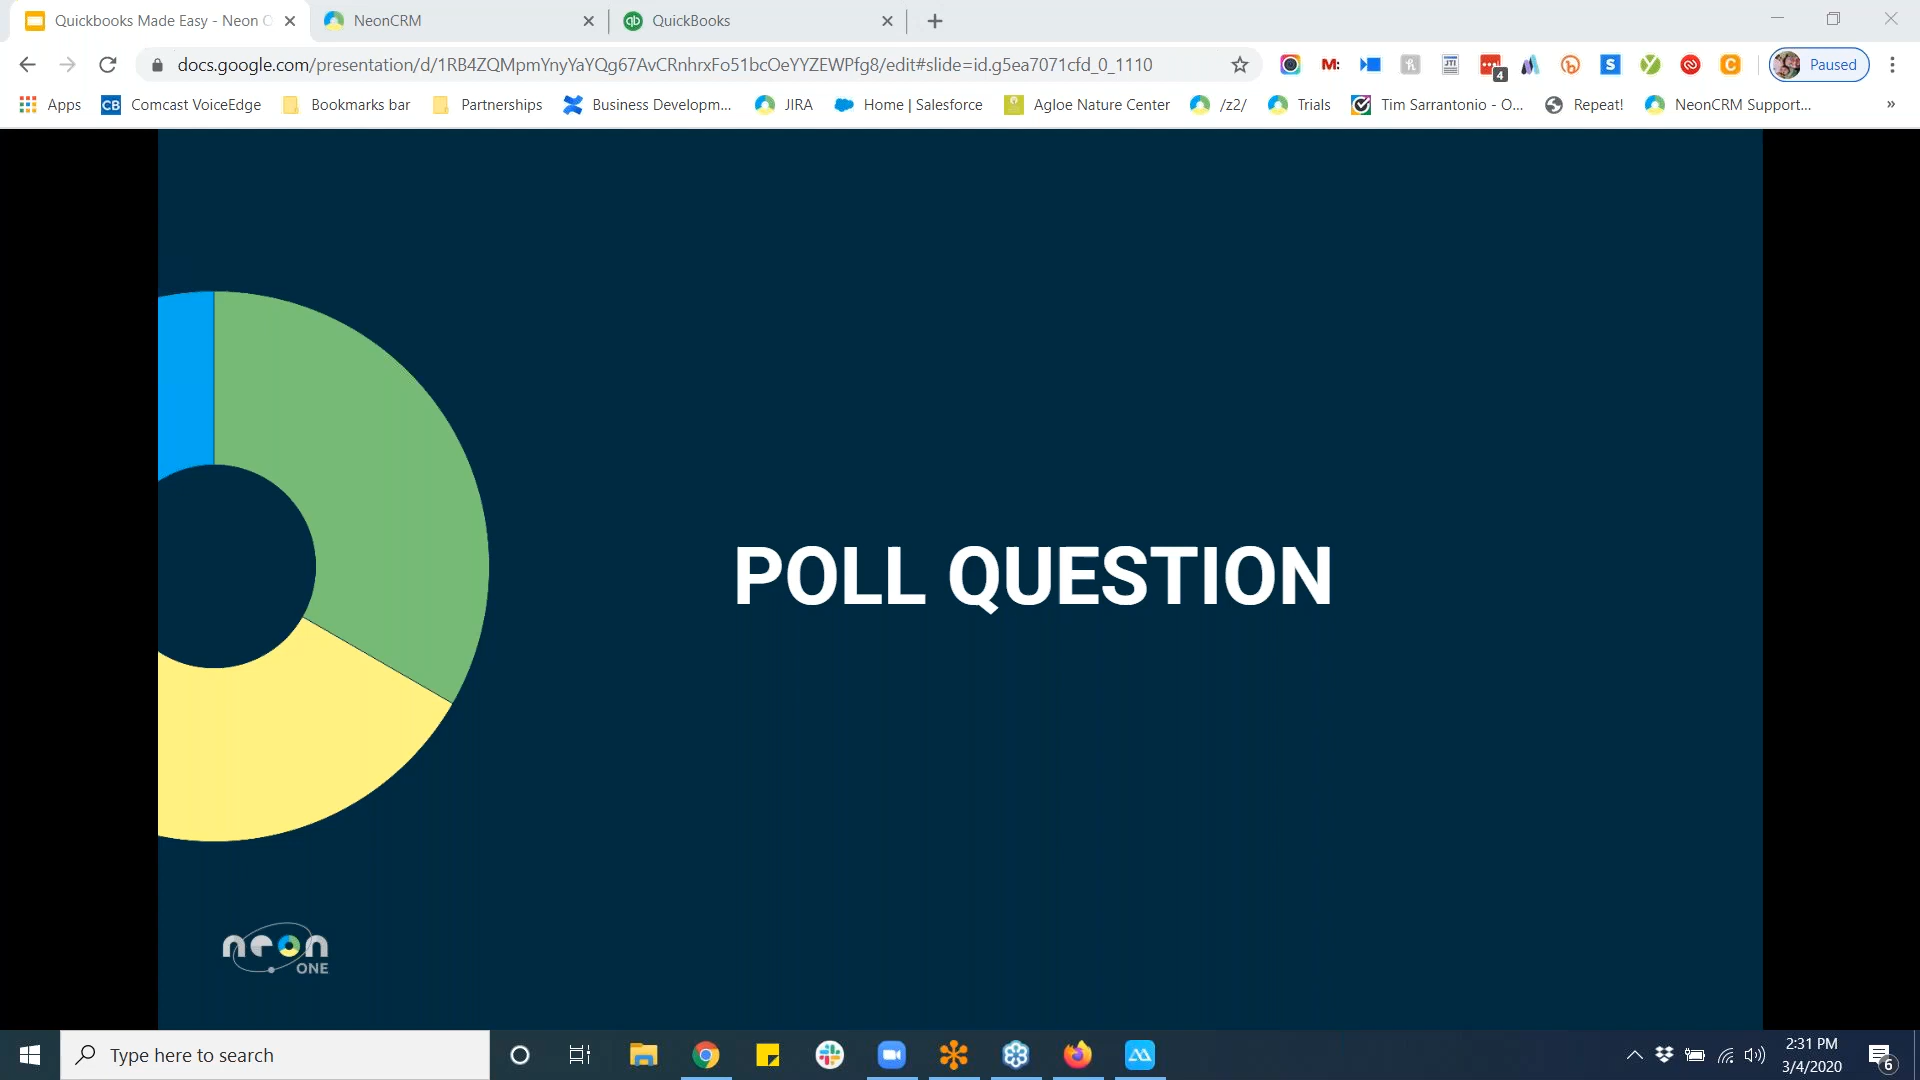 Quickbooks Made Easy - Neon O
NeonCRM
QuickBooks
docs.google.com/presentation/d/1RB4ZQMpmYnyYaYQg67AvCRnhrxFo51bcOeYYZEWPfg8/edit#slide=id.g5ea7071cfd_0_1110
Paused
Apps
Comcast VoiceEdge
Bookmarks bar
Partnerships
Business Developm...
JIRA
Home | Salesforce
Agloe Nature Center
/z2/
Trials
Tim Sarrantonio - O...
Repeat!
NeonCRM Support...
POLL QUESTION
neon
ONE
Type here to search
2:31 PM
3/4/2020
6